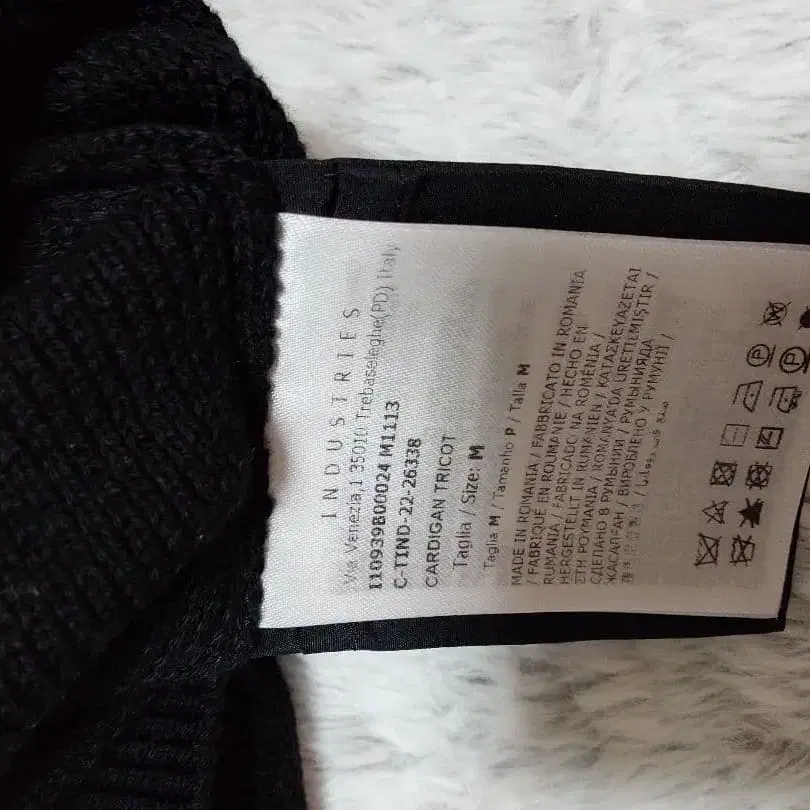 INDUSTRIES
Via Venezia,1 35010 Trebaseleghe(PD) Italy
I10939B00024 M1113
C-TIND-22-26338
CARDIGAN TRICOT
Taglia / Size: M
Taglia M / Tamanho P / Talla M
MADE IN ROMANIA / FABBRICATO IN ROMANIA
/ FABRIQUÉ EN ROUMANIE / HECHO EN
RUMANIA / FABRICADO NA ROMÉNIA /
HERGESTELLT IN RUMÄNIEN / ΚΑΤΑΣΚΕΥΑΖΕΤΑΙ
ΣΤΗ ΡΟΥΜΑΝΙΑ / ROMANYA'DA ÜRETİLMİŞTİR /
СДЕЛАНО В РУМЫНИИ / РУМЫНИЯДА
ЖАСАЛҒАН / ВИРОБЛЕНО У РУМУНІЇ /
P
P